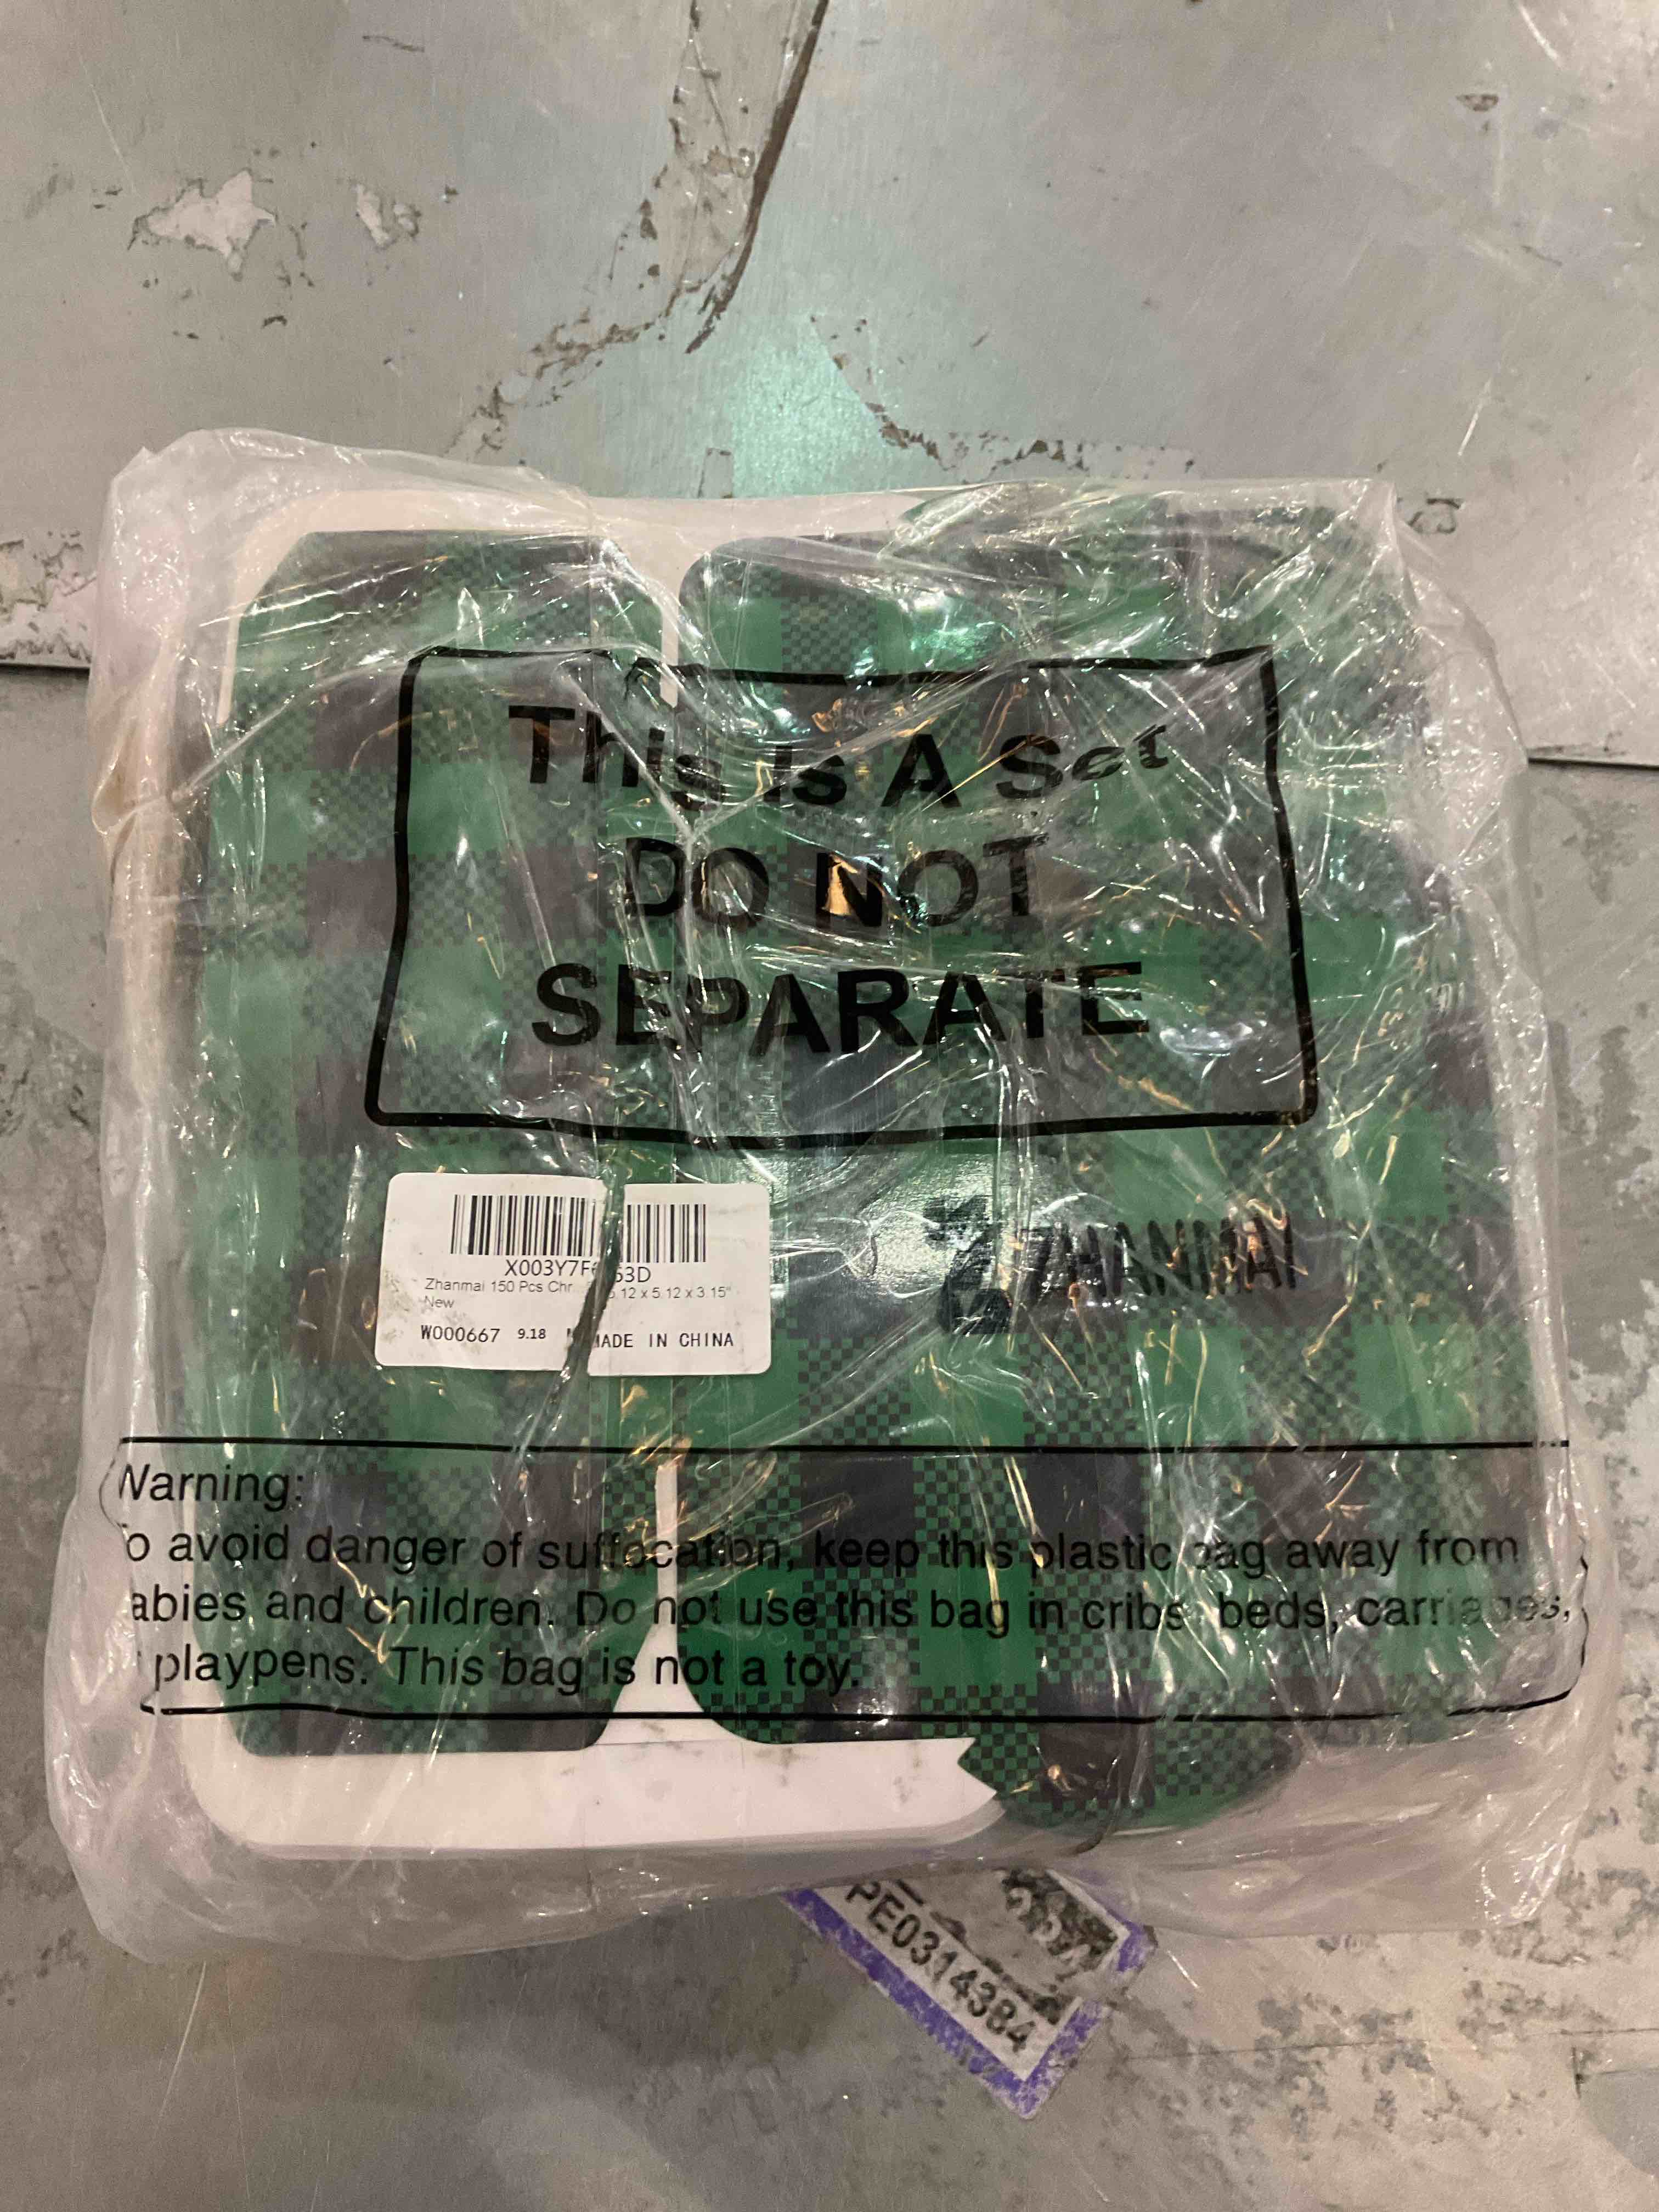 This Is A Set
DO NOT
SEPARATE
X003Y7F 53D
Zhanmai 150 Pcs Chr 5.12 x 5.12 x 3.15"
New
W000667 9.18 MADE IN CHINA
ZHANMAI
Warning:
o avoid danger of suffocation, keep this plastic bag away from
abies and children. Do not use this bag in cribs, beds, carriages,
playpens. This bag is not a toy.
PE0314384